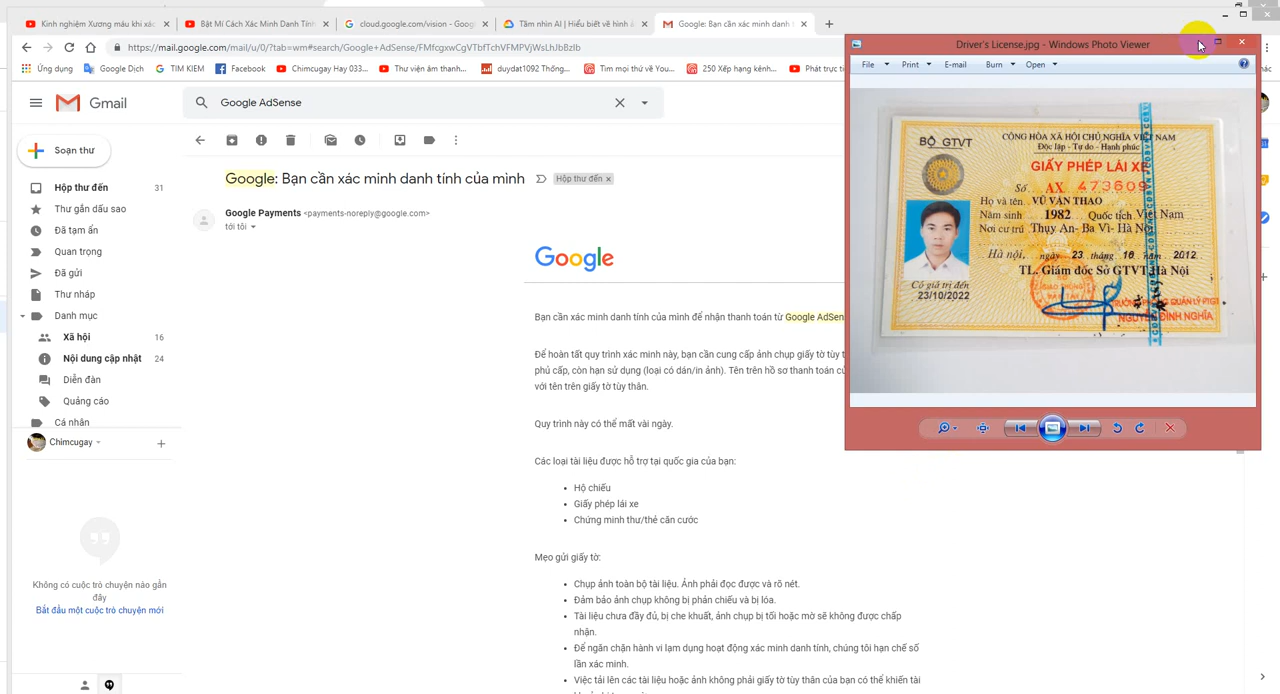 Kinh nghiệm Xương máu khi xác
Bật Mí Cách Xác Minh Danh Tính
cloud.google.com/vision - Goog
Tầm nhìn AI | Hiểu biết về hình ả
Google: Bạn cần xác minh danh t
https://mail.google.com/mail/u/0/?tab=wm#search/Google+AdSense/FMfcgxwCgVTbfTchVFMPVjWsLhJbBzlb
Ứng dụng
Google Dịch
TIM KIEM
Facebook
Chimcugay Hay 033...
Thư viện âm thanh...
duydat1092 Thống...
Tìm mọi thứ về You...
250 Xếp hạng kênh...
Phát trực ti
Gmail
Google AdSense
Soạn thư
Hộp thư đến 31
Thư gắn dấu sao
Đã tạm ẩn
Quan trọng
Đã gửi
Thư nháp
Danh mục
Xã hội 16
Nội dung cập nhật 24
Diễn đàn
Quảng cáo
Cá nhân
Chimcugay
Không có cuộc trò chuyện nào gần
đây
Bắt đầu một cuộc trò chuyện mới
Google: Bạn cần xác minh danh tính của mình
Hộp thư đến x
Google Payments <payments-noreply@google.com>
tới tôi
Google
Bạn cần xác minh danh tính của mình để nhận thanh toán từ Google AdSen
Để hoàn tất quy trình xác minh này, bạn cần cung cấp ảnh chụp giấy tờ tùy t
phủ cấp, còn hạn sử dụng (loại có dán/in ảnh). Tên trên hồ sơ thanh toán củ
với tên trên giấy tờ tùy thân.
Quy trình này có thể mất vài ngày.
Các loại tài liệu được hỗ trợ tại quốc gia của bạn:
Hộ chiếu
Giấy phép lái xe
Chứng minh thư/thẻ căn cước
Mẹo gửi giấy tờ:
Chụp ảnh toàn bộ tài liệu. Ảnh phải đọc được và rõ nét.
Đảm bảo ảnh chụp không bị phản chiếu và bị lóa.
Tài liệu chưa đầy đủ, bị che khuất, ảnh chụp bị tối hoặc mờ sẽ không được chấp
nhận.
Để ngăn chặn hành vi lạm dụng hoạt động xác minh danh tính, chúng tôi hạn chế số
lần xác minh.
Việc tải lên các tài liệu hoặc ảnh không phải giấy tờ tùy thân của bạn có thể khiến tài
Driver's License.jpg - Windows Photo Viewer
File
Print
E-mail
Burn
Open
BỘ GTVT
CỘNG HÒA XÃ HỘI CHỦ NGHĨA VIỆT NAM
Độc lập - Tự do - Hạnh phúc
GIẤY PHÉP LÁI XE
Số AX 473609
Họ và tên VŨ VĂN THAO
Năm sinh 1982 Quốc tịch Việt Nam
Nơi cư trú Thụy An- Ba Vì- Hà Nội
Hà nội, ngày 23 tháng 10 năm 2012
TL. Giám đốc Sở GTVT Hà Nội
Có giá trị đến
23/10/2022
PHÒNG QUẢN LÝ PTGT
NGUYỄN ĐÌNH NGHĨA